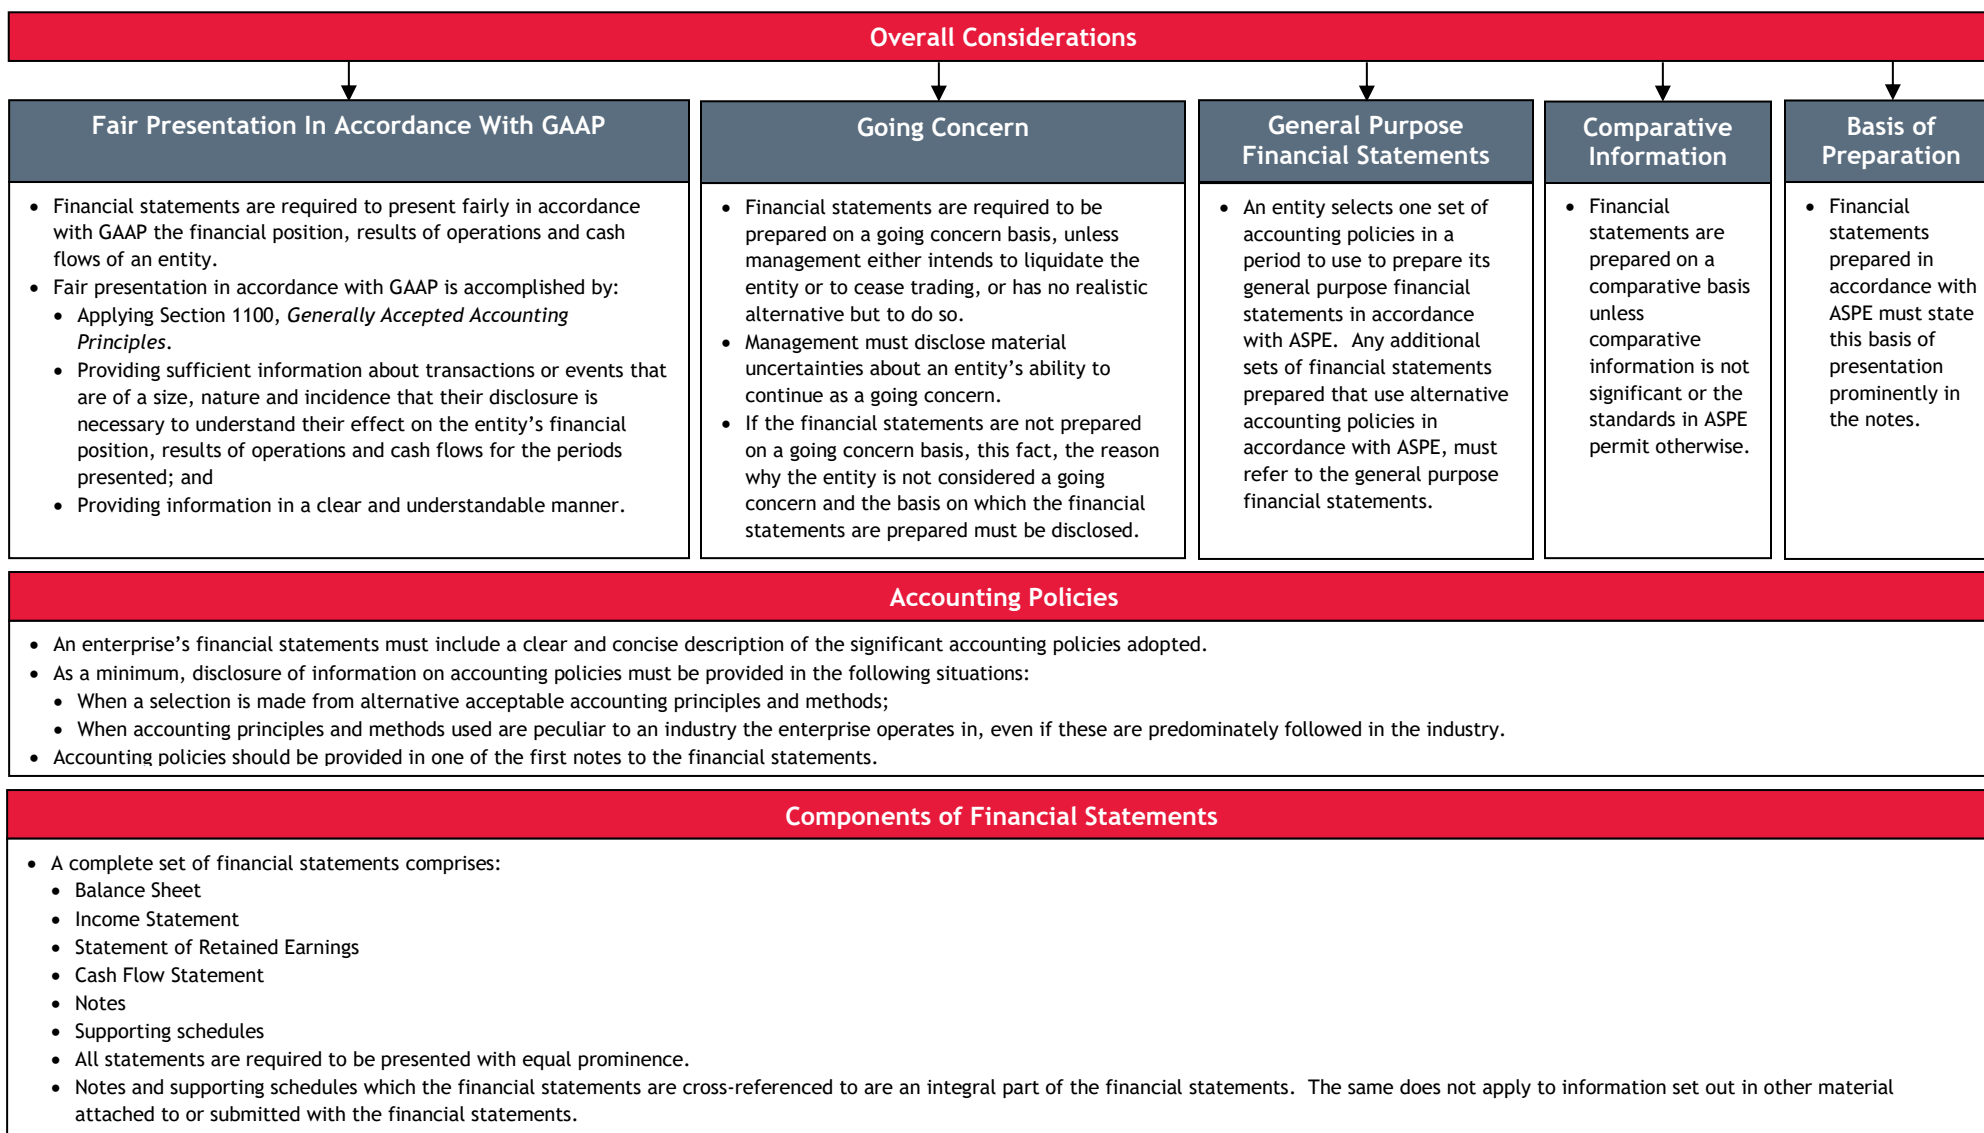 Overall Considerations
Fair Presentation In Accordance With GAAP
• Financial statements are required to present fairly in accordance
with GAAP the financial position, results of operations and cash
flows of an entity.
• Fair presentation in accordance with GAAP is accomplished by:
• Applying Section 1100, Generally Accepted Accounting
Principles.
• Providing sufficient information about transactions or events that
are of a size, nature and incidence that their disclosure is
necessary to understand their effect on the entity's financial
position, results of operations and cash flows for the periods
presented; and
• Providing information in a clear and understandable manner.
Going Concern
• Financial statements are required to be
prepared on a going concern basis, unless
management either intends to liquidate the
entity or to cease trading, or has no realistic
alternative but to do so.
• Management must disclose material
uncertainties about an entity's ability to
continue as a going concern.
• If the financial statements are not prepared
on a going concern basis, this fact, the reason
why the entity is not considered a going
concern and the basis on which the financial
statements are prepared must be disclosed.
General Purpose
Financial Statements
• An entity selects one set of
accounting policies in a
period to use to prepare its
general purpose financial
statements in accordance
with ASPE.  Any additional
sets of financial statements
prepared that use alternative
accounting policies in
accordance with ASPE, must
refer to the general purpose
financial statements.
Comparative
Information
• Financial
statements are
prepared on a
comparative basis
unless
comparative
information is not
significant or the
standards in ASPE
permit otherwise.
Basis of
Preparation
• Financial
statements
prepared in
accordance with
ASPE must state
this basis of
presentation
prominently in
the notes.
Accounting Policies
• An enterprise's financial statements must include a clear and concise description of the significant accounting policies adopted.
• As a minimum, disclosure of information on accounting policies must be provided in the following situations:
• When a selection is made from alternative acceptable accounting principles and methods;
• When accounting principles and methods used are peculiar to an industry the enterprise operates in, even if these are predominately followed in the industry.
• Accounting policies should be provided in one of the first notes to the financial statements.
Components of Financial Statements
• A complete set of financial statements comprises:
• Balance Sheet
• Income Statement
• Statement of Retained Earnings
• Cash Flow Statement
• Notes
• Supporting schedules
• All statements are required to be presented with equal prominence.
• Notes and supporting schedules which the financial statements are cross-referenced to are an integral part of the financial statements.  The same does not apply to information set out in other material
attached to or submitted with the financial statements.